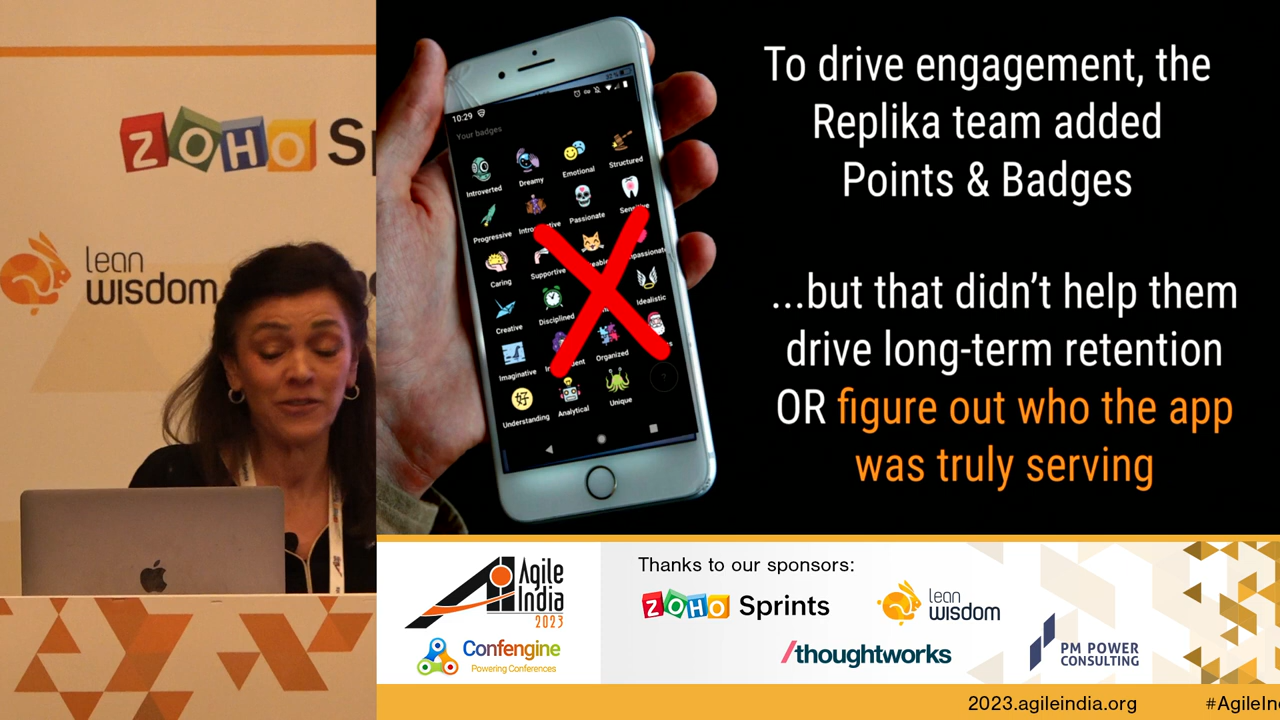 ZOHO Sp
lean
wisdom
To drive engagement, the
Replika team added
Points & Badges
...but that didn't help them
drive long-term retention
OR figure out who the app
was truly serving
10:29
Your badges
Introverted
Dreamy
Emotional
Structured
Progressive
Passionate
Caring
Supportive
Creative
Disciplined
Idealistic
Imaginative
Organized
Understanding
Analytical
Unique
Agile
India
2023
Confengine
Powering Conferences
Thanks to our sponsors:
ZOHO Sprints
lean
wisdom
/thoughtworks
PM POWER
CONSULTING
2023.agileindia.org
#AgileIn